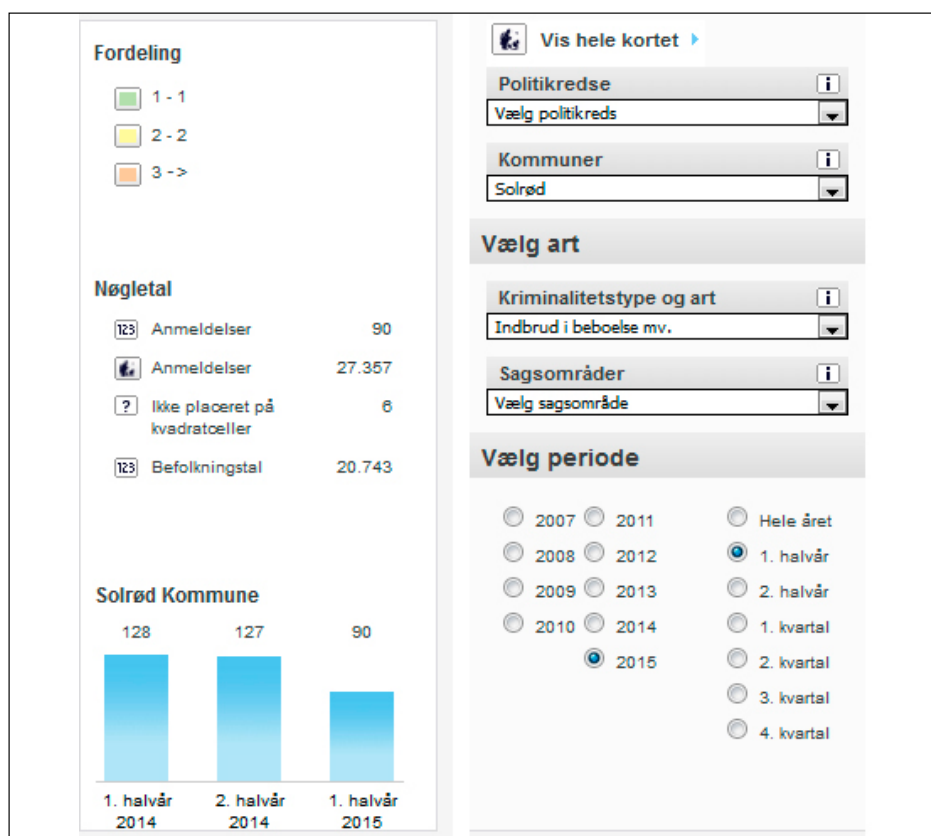 Fordeling
1 - 1
2 - 2
3 - >
Nøgletal
123 Anmeldelser 90
Anmeldelser 27.357
? Ikke placeret på 6
kvadratceller
123 Befolkningstal 20.743
Solrød Kommune
128 127 90
1. halvår 2. halvår 1. halvår
2014 2014 2015
Vis hele kortet
Politikredse i
Vælg politikreds
Kommuner i
Solrød
Vælg art
Kriminalitetstype og art i
Indbrud i beboelse mv.
Sagsområder i
Vælg sagsområde
Vælg periode
2007 2011 Hele året
2008 2012 1. halvår
2009 2013 2. halvår
2010 2014 1. kvartal
2015 2. kvartal
3. kvartal
4. kvartal